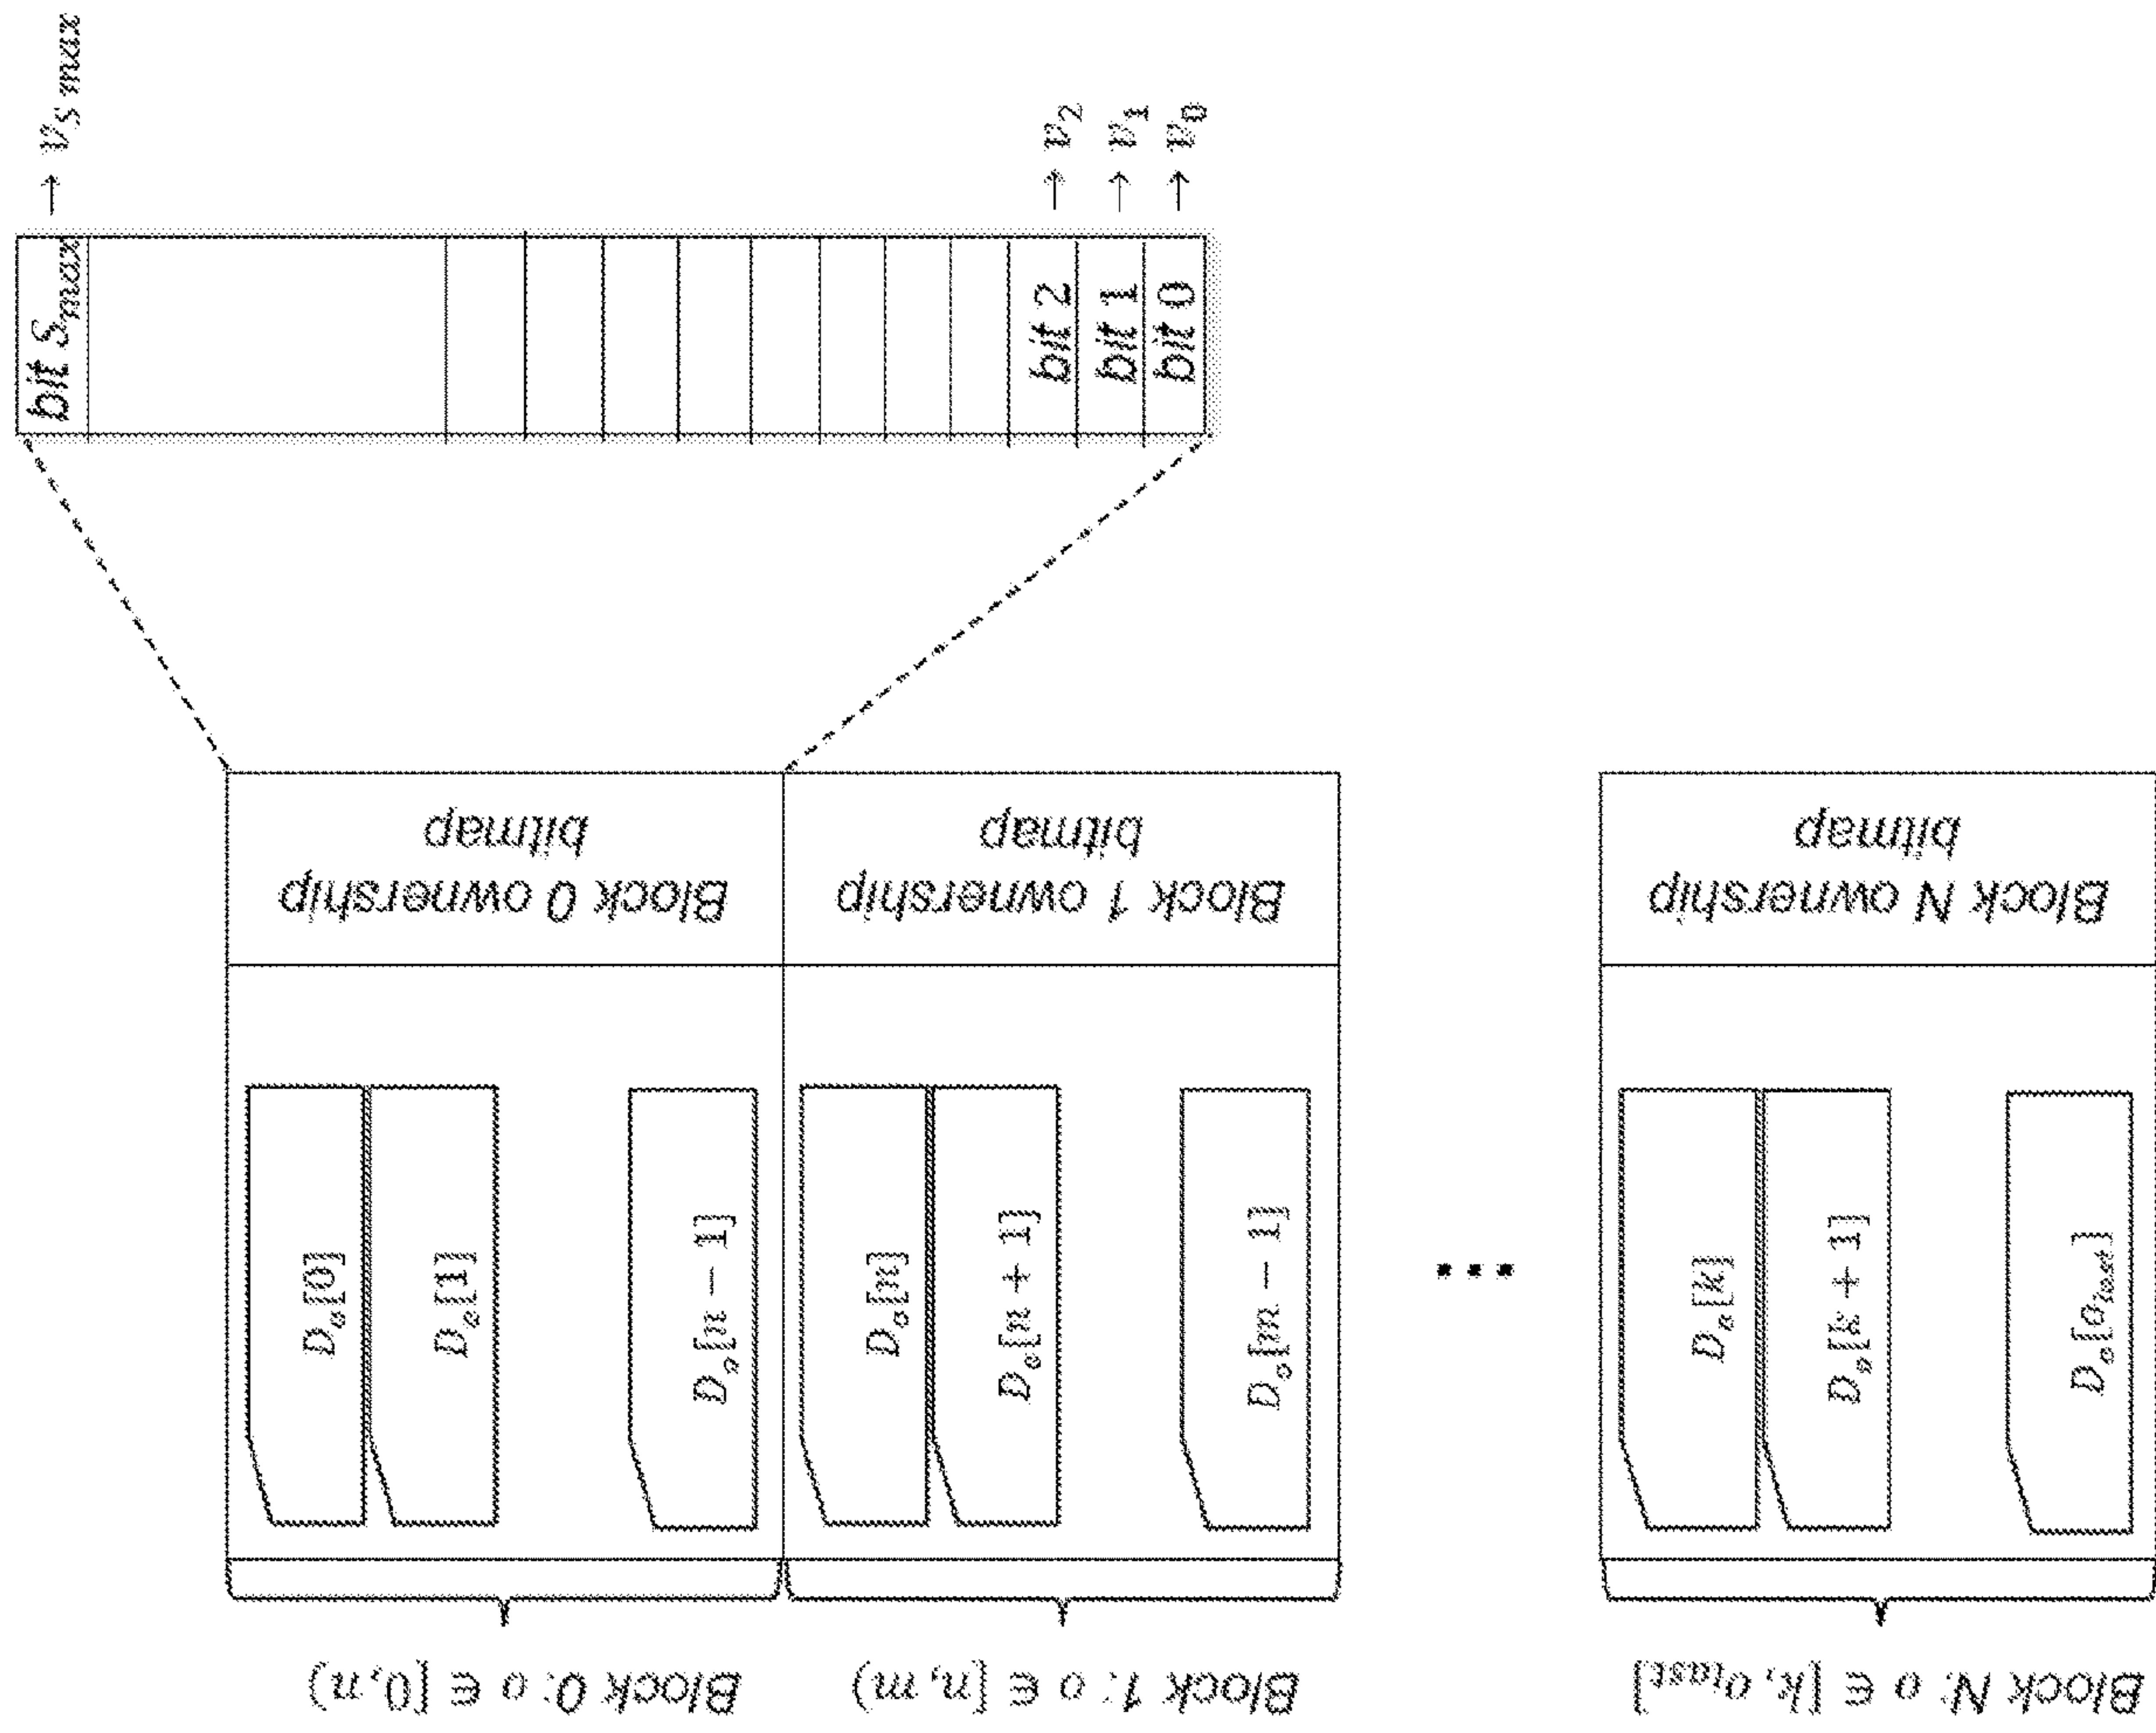 bit S_max → v_S max
bit 2 → v_2
bit 1 → v_1
bit 0 → v_0
Block 0 ownership
bitmap
Block 1 ownership
bitmap
Block N ownership
bitmap
D_o[0]
D_o[1]
D_o[n − 1]
D_o[n]
D_o[n + 1]
D_o[m − 1]
...
D_o[k]
D_o[k + 1]
D_o[o_last]
Block 0: o ∈ [0, n)
Block 1: o ∈ [n, m)
Block N: o ∈ [k, o_last]